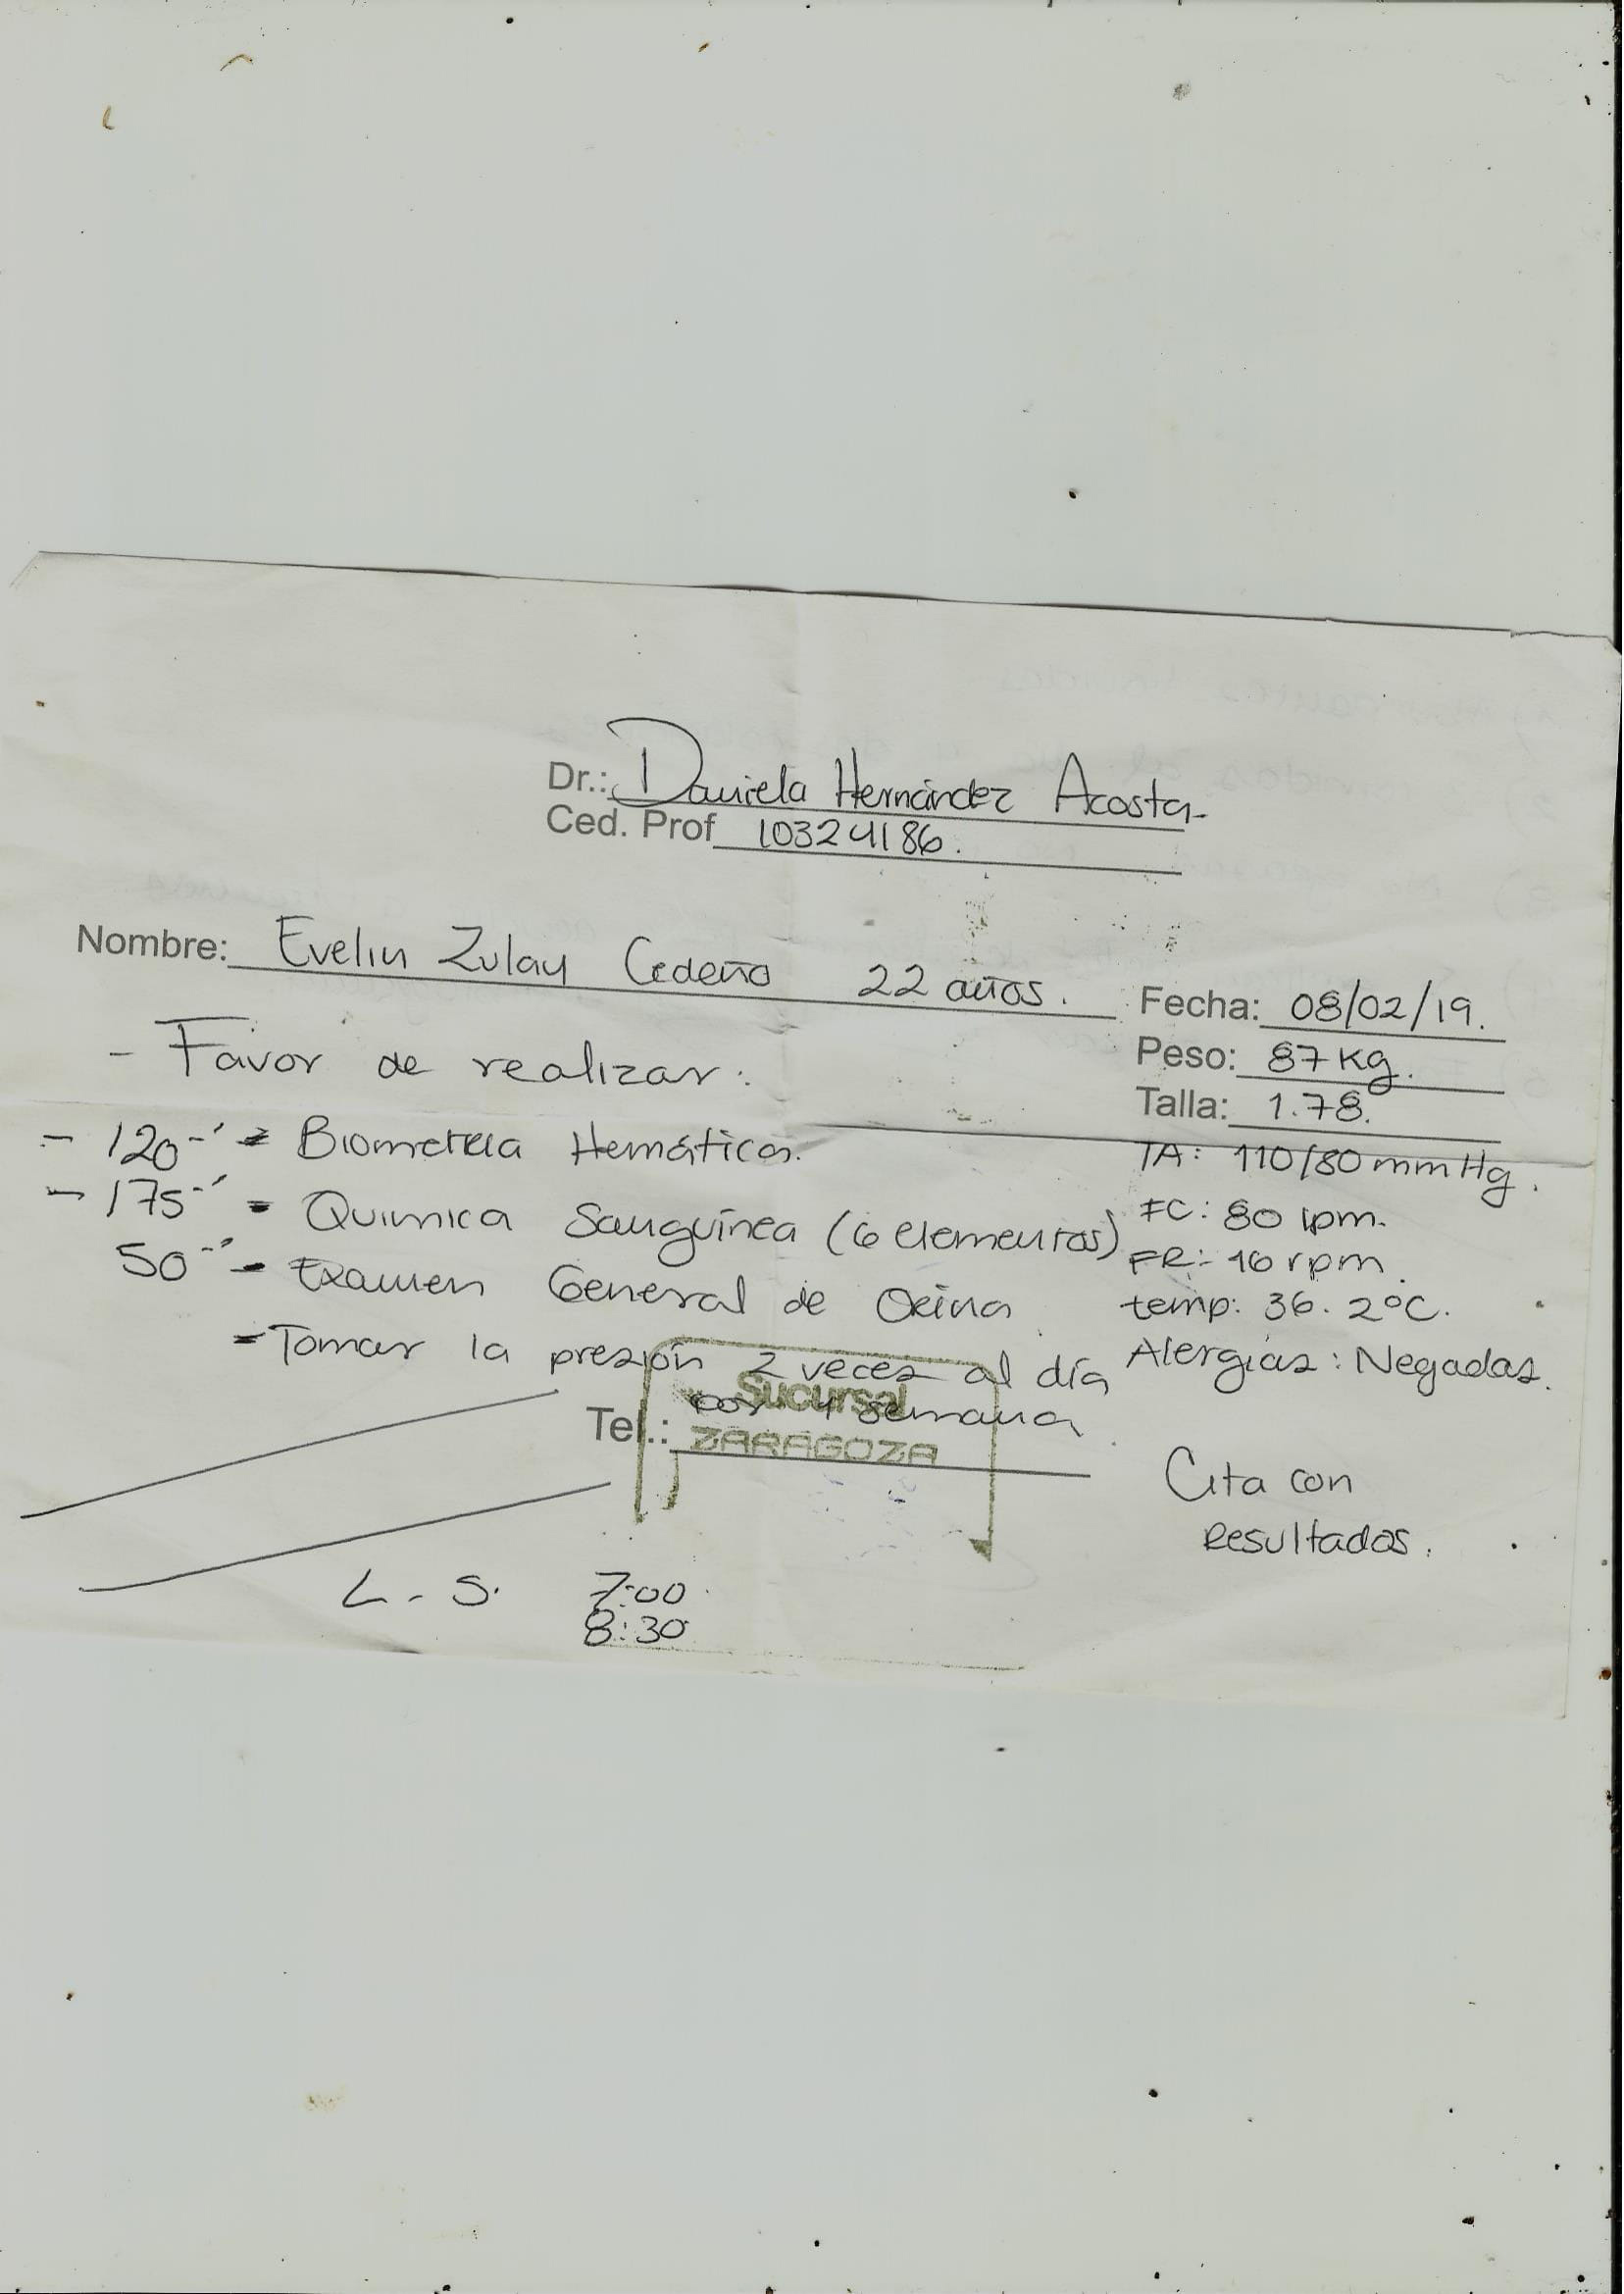 Dr.: Daniela Hernández Acosta
Ced. Prof 10324186.
Nombre: Evelin Zulay Cedeño 22 años.
Fecha: 08/02/19.
Peso: 87 Kg.
Talla: 1.78.
TA: 110/80 mmHg.
FC: 80 lpm.
FR: 16 rpm.
temp: 36.2°C.
Alergias: Negadas.
- Favor de realizar:
- 120-' = Biometría Hemática.
- 175-' = Quimica Sanguínea (6 elementos)
50-' = Examen General de Orina
- Tomar la presión 2 veces al día
por 1 semana
Sucursal
Tel.: ZARAGOZA
Cita con
resultados.
L - S. 7:00
8:30